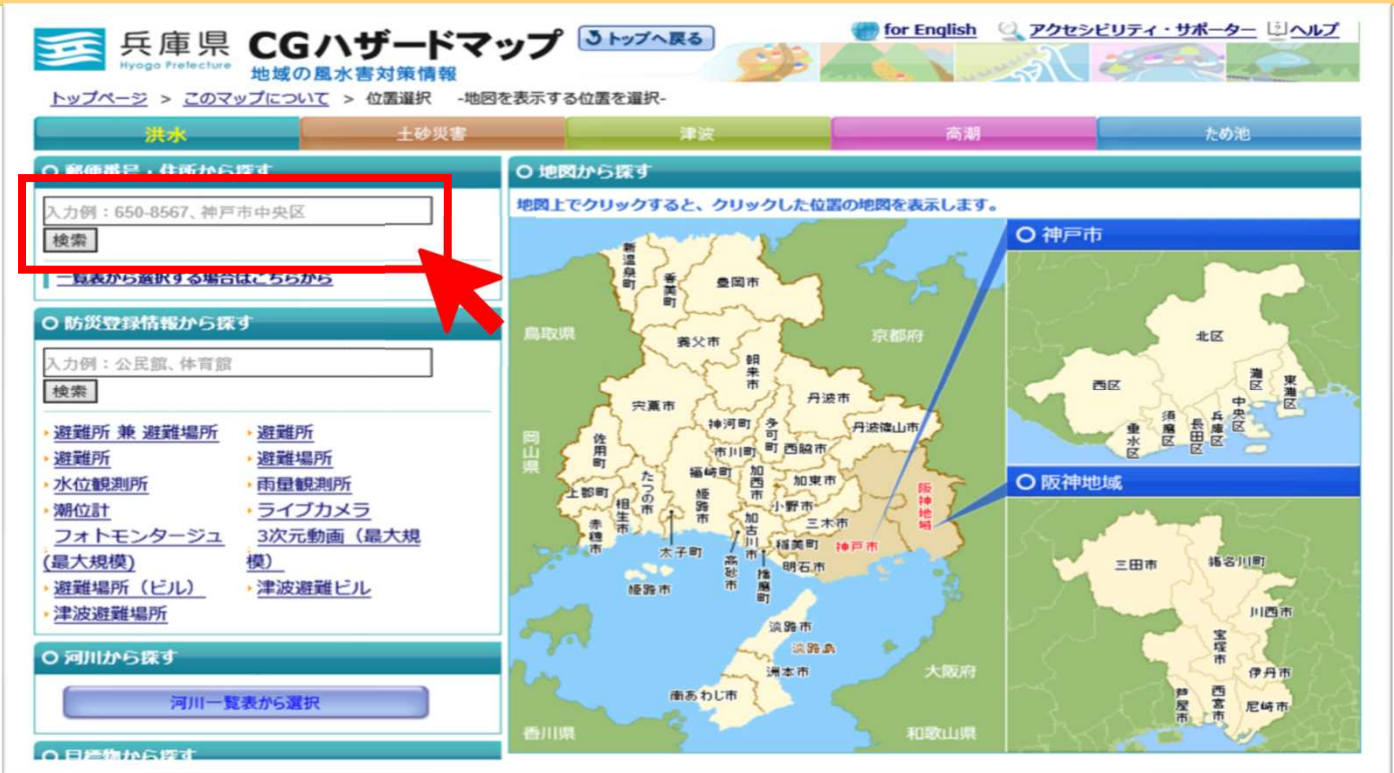 兵庫県
Hyogo Prefecture
CGハザードマップ
地域の風水害対策情報
トップへ戻る
for English
アクセシビリティ・サポーター
ヘルプ
トップページ > このマップについて > 位置選択 -地図を表示する位置を選択-
洪水
土砂災害
津波
高潮
ため池
郵便番号・住所から探す
入力例：650-8567、神戸市中央区
検索
一覧表から選択する場合はこちらから
防災登録情報から探す
入力例：公民館、体育館
検索
避難所 兼 避難場所
避難所
避難所
避難場所
水位観測所
雨量観測所
潮位計
ライブカメラ
フォトモンタージュ
(最大規模)
3次元動画（最大規
模）
避難場所（ビル）
津波避難ビル
津波避難場所
河川から探す
河川一覧表から選択
目標物から探す
地図から探す
地図上でクリックすると、クリックした位置の地図を表示します。
新温泉町
香美町
豊岡市
鳥取県
京都府
養父市
朝来市
宍粟市
丹波市
神河町
多可町
丹波篠山市
岡山県
佐用町
市川町
西脇市
福崎町
加西市
加東市
たつの市
上郡町
相生市
姫路市
小野市
阪神地域
赤穂市
加古川市
三木市
太子町
稲美町
神戸市
高砂市
播磨町
明石市
姫路市
淡路市
淡路島
洲本市
大阪府
南あわじ市
香川県
和歌山県
神戸市
北区
西区
灘区
東灘区
中央区
兵庫区
長田区
須磨区
垂水区
阪神地域
三田市
猪名川町
川西市
宝塚市
伊丹市
芦屋市
西宮市
尼崎市